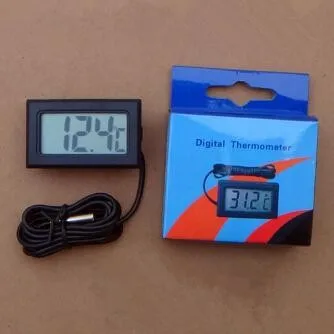 12.4℃
Digital Thermometer
31.2℃